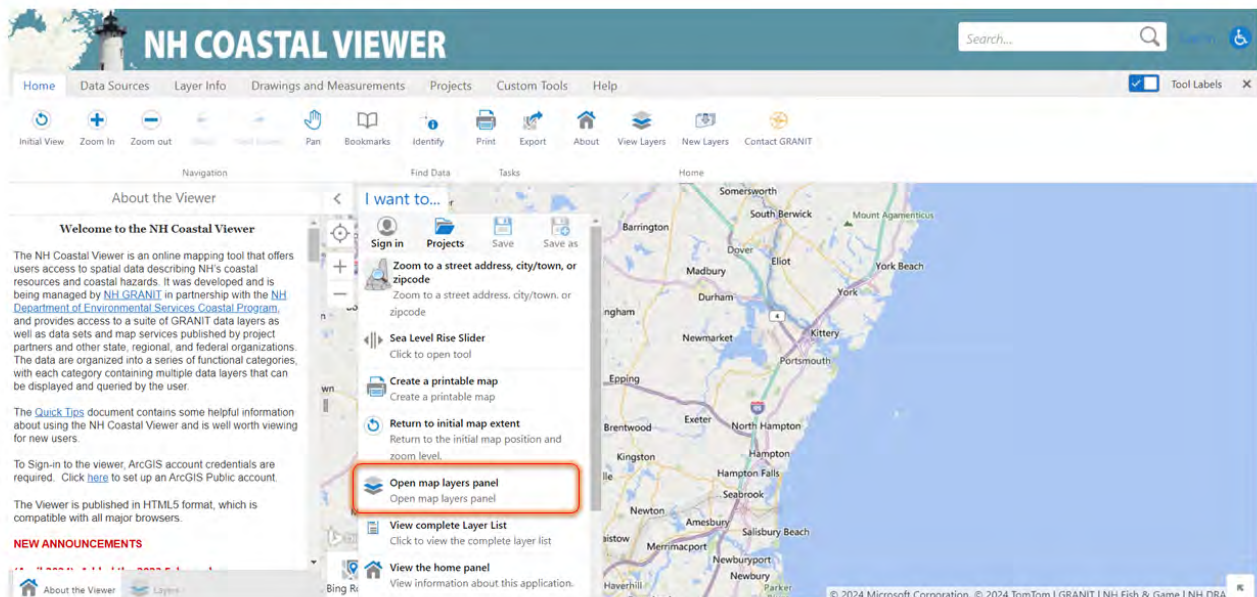 NH COASTAL VIEWER
Search...
Home Data Sources Layer Info Drawings and Measurements Projects Custom Tools Help
Tool Labels
Initial View Zoom In Zoom out Pan Bookmarks Identify Print Export About View Layers New Layers Contact GRANIT
Navigation Find Data Tasks Home
About the Viewer
Welcome to the NH Coastal Viewer
The NH Coastal Viewer is an online mapping tool that offers
users access to spatial data describing NH's coastal
resources and coastal hazards. It was developed and is
being managed by NH GRANIT in partnership with the NH
Department of Environmental Services Coastal Program,
and provides access to a suite of GRANIT data layers as
well as data sets and map services published by project
partners and other state, regional, and federal organizations.
The data are organized into a series of functional categories,
with each category containing multiple data layers that can
be displayed and queried by the user.
The Quick Tips document contains some helpful information
about using the NH Coastal Viewer and is well worth viewing
for new users.
To Sign-in to the viewer, ArcGIS account credentials are
required. Click here to set up an ArcGIS Public account.
The Viewer is published in HTML5 format, which is
compatible with all major browsers.
NEW ANNOUNCEMENTS
About the Viewer Layers
I want to...
Sign in Projects Save Save as
Zoom to a street address, city/town, or
zipcode
Zoom to a street address, city/town, or
zipcode
Sea Level Rise Slider
Click to open tool
Create a printable map
Create a printable map
Return to initial map extent
Return to the initial map position and
zoom level.
Open map layers panel
Open map layers panel
View complete Layer List
Click to view the complete layer list
View the home panel
View information about this application.
Somersworth
South Berwick
Mount Agamenticus
Barrington
Dover
Eliot
York Beach
Madbury
Durham
York
ngham
4
Kittery
Newmarket
Portsmouth
Epping
wn
95
Exeter
North Hampton
Brentwood
Hampton
Kingston
Hampton Falls
Seabrook
Newton
Amesbury
Salisbury Beach
aistow
Merrimacport
Newburyport
Newbury
Haverhill
Parker
Bing Ro
© 2024 Microsoft Corporation, © 2024 TomTom | GRANIT | NH Fish & Game | NH DRA